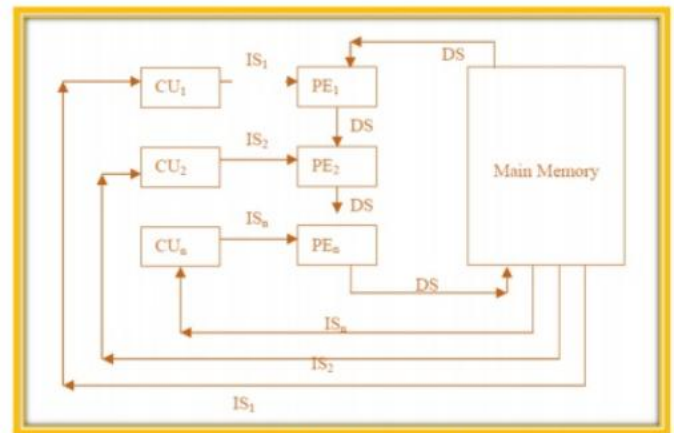 DS
IS₁
CU₁
PE₁
DS
IS₂
CU₂
PE₂
Main Memory
DS
ISₙ
CUₙ
PEₙ
DS
ISₙ
IS₂
IS₁